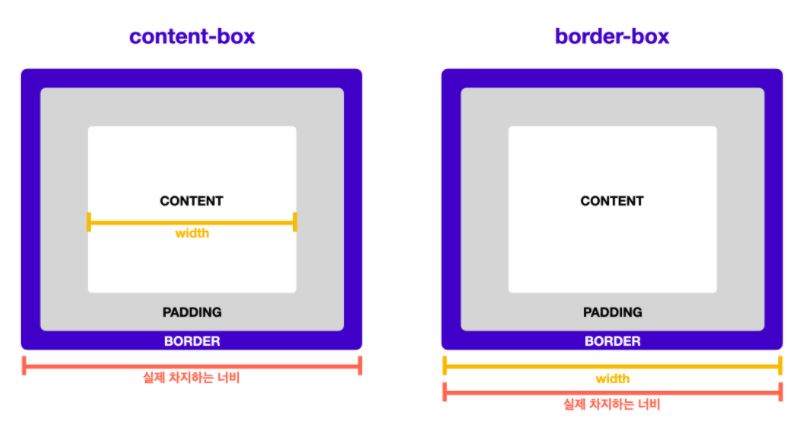 content-box
CONTENT
width
PADDING
BORDER
실제 차지하는 너비
border-box
CONTENT
PADDING
BORDER
width
실제 차지하는 너비